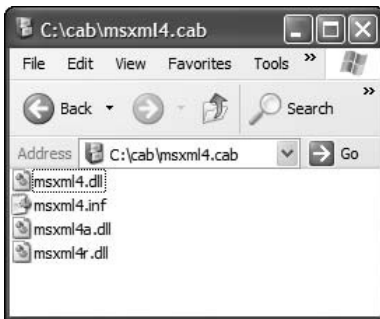 C:\cab\msxml4.cab
File Edit View Favorites Tools »
Back Search »
Address C:\cab\msxml4.cab Go
msxml4.dll
msxml4.inf
msxml4a.dll
msxml4r.dll